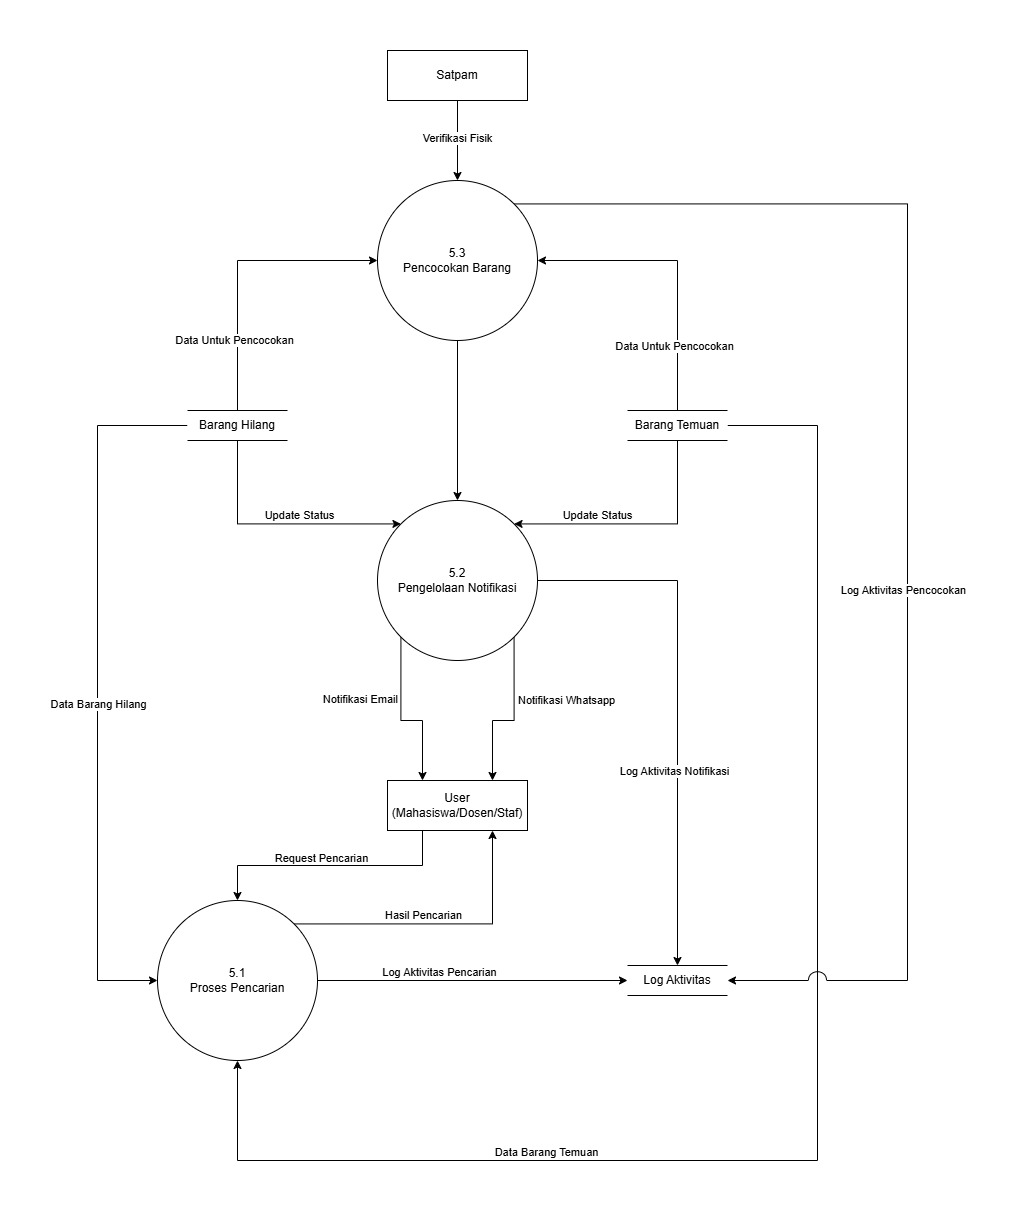 Satpam
Verifikasi Fisik
5.3
Pencocokan Barang
Data Untuk Pencocokan
Data Untuk Pencocokan
Barang Hilang
Barang Temuan
Update Status
Update Status
5.2
Pengelolaan Notifikasi
Log Aktivitas Pencocokan
Notifikasi Email
Notifikasi Whatsapp
Data Barang Hilang
Log Aktivitas Notifikasi
User
(Mahasiswa/Dosen/Staf)
Request Pencarian
Hasil Pencarian
5.1
Proses Pencarian
Log Aktivitas Pencarian
Log Aktivitas
Data Barang Temuan